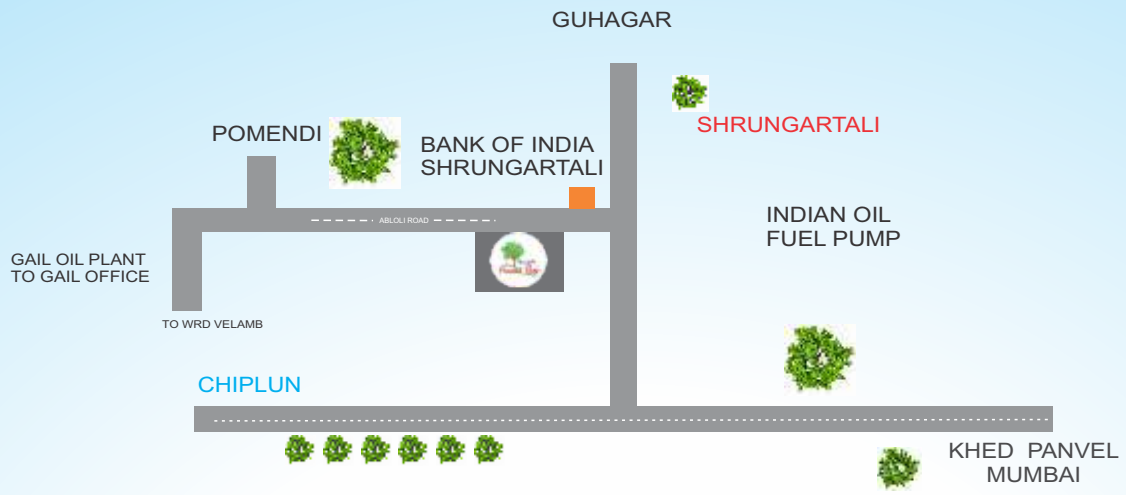 GUHAGAR
SHRUNGARTALI
POMENDI
BANK OF INDIA
SHRUNGARTALI
ABLOLI ROAD
INDIAN OIL
FUEL PUMP
GAIL OIL PLANT
TO GAIL OFFICE
TO WRD VELAMB
CHIPLUN
KHED PANVEL
MUMBAI